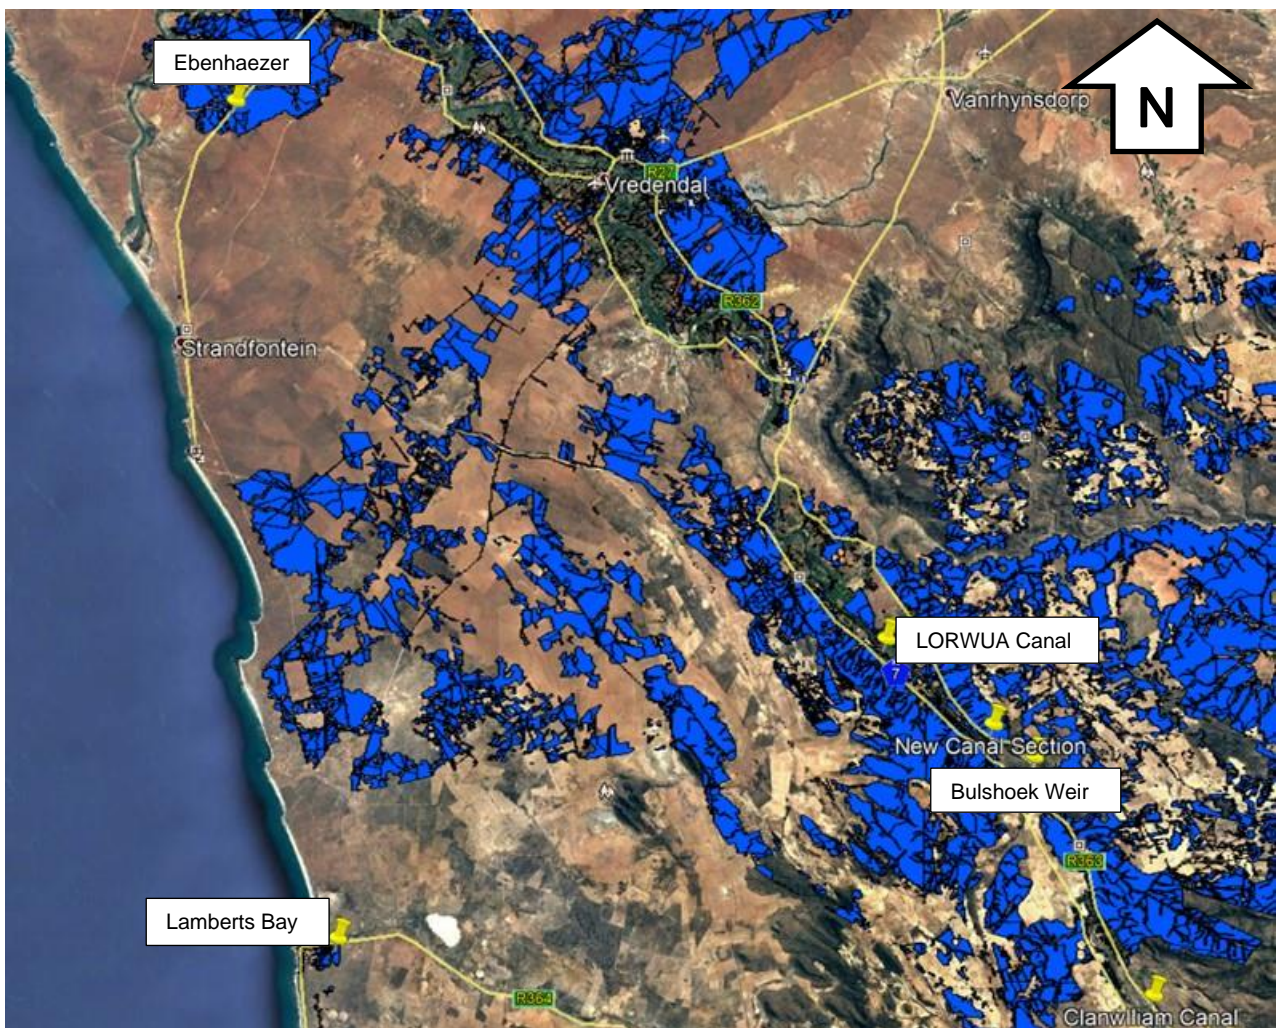 Ebenhaezer
N
Vanrhynsdorp
R27
Vredendal
R362
Strandfontein
LORWUA Canal
7
New Canal Section
Bulshoek Weir
R363
Lamberts Bay
R364
Clanwilliam Canal